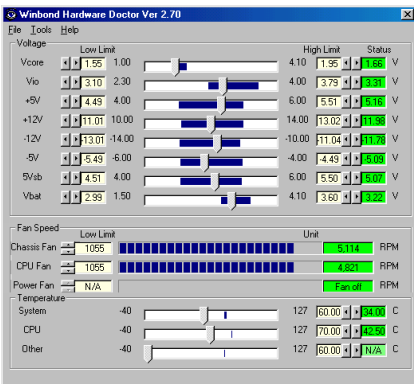 Winbond Hardware Doctor Ver 2.70
File Tools Help
Voltage
Low Limit High Limit Status
Vcore 1.55 1.00 4.10 1.95 1.66 V
Vio 3.10 2.30 4.00 3.79 3.31 V
+5V 4.49 4.00 6.00 5.51 5.16 V
+12V 11.01 10.00 14.00 13.02 11.98 V
-12V -13.01 -14.00 -10.00 -11.04 -11.78 V
-5V -5.49 -6.00 -4.00 -4.49 -5.09 V
5Vsb 4.51 4.00 6.00 5.50 5.07 V
Vbat 2.99 1.50 4.10 3.60 3.22 V
Fan Speed
Low Limit Unit
Chassis Fan 1055 5,114 RPM
CPU Fan 1055 4,821 RPM
Power Fan N/A Fan off RPM
Temperature
System -40 127 60.00 34.00 C
CPU -40 127 70.00 42.50 C
Other -40 127 60.00 N/A C